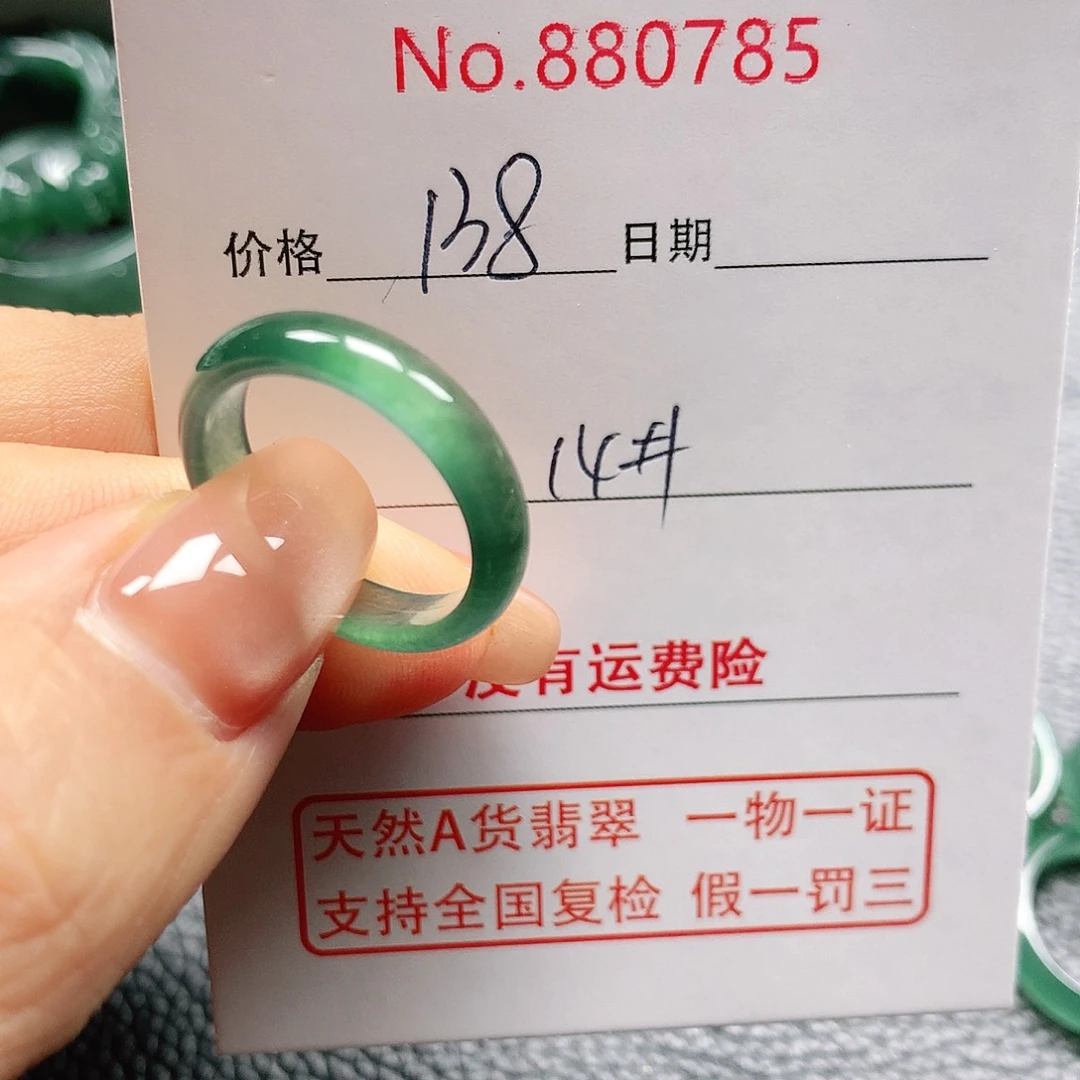 No.880785
价格 138 日期
14#
没有运费险
天然A货翡翠 一物一证
支持全国复检 假一罚三